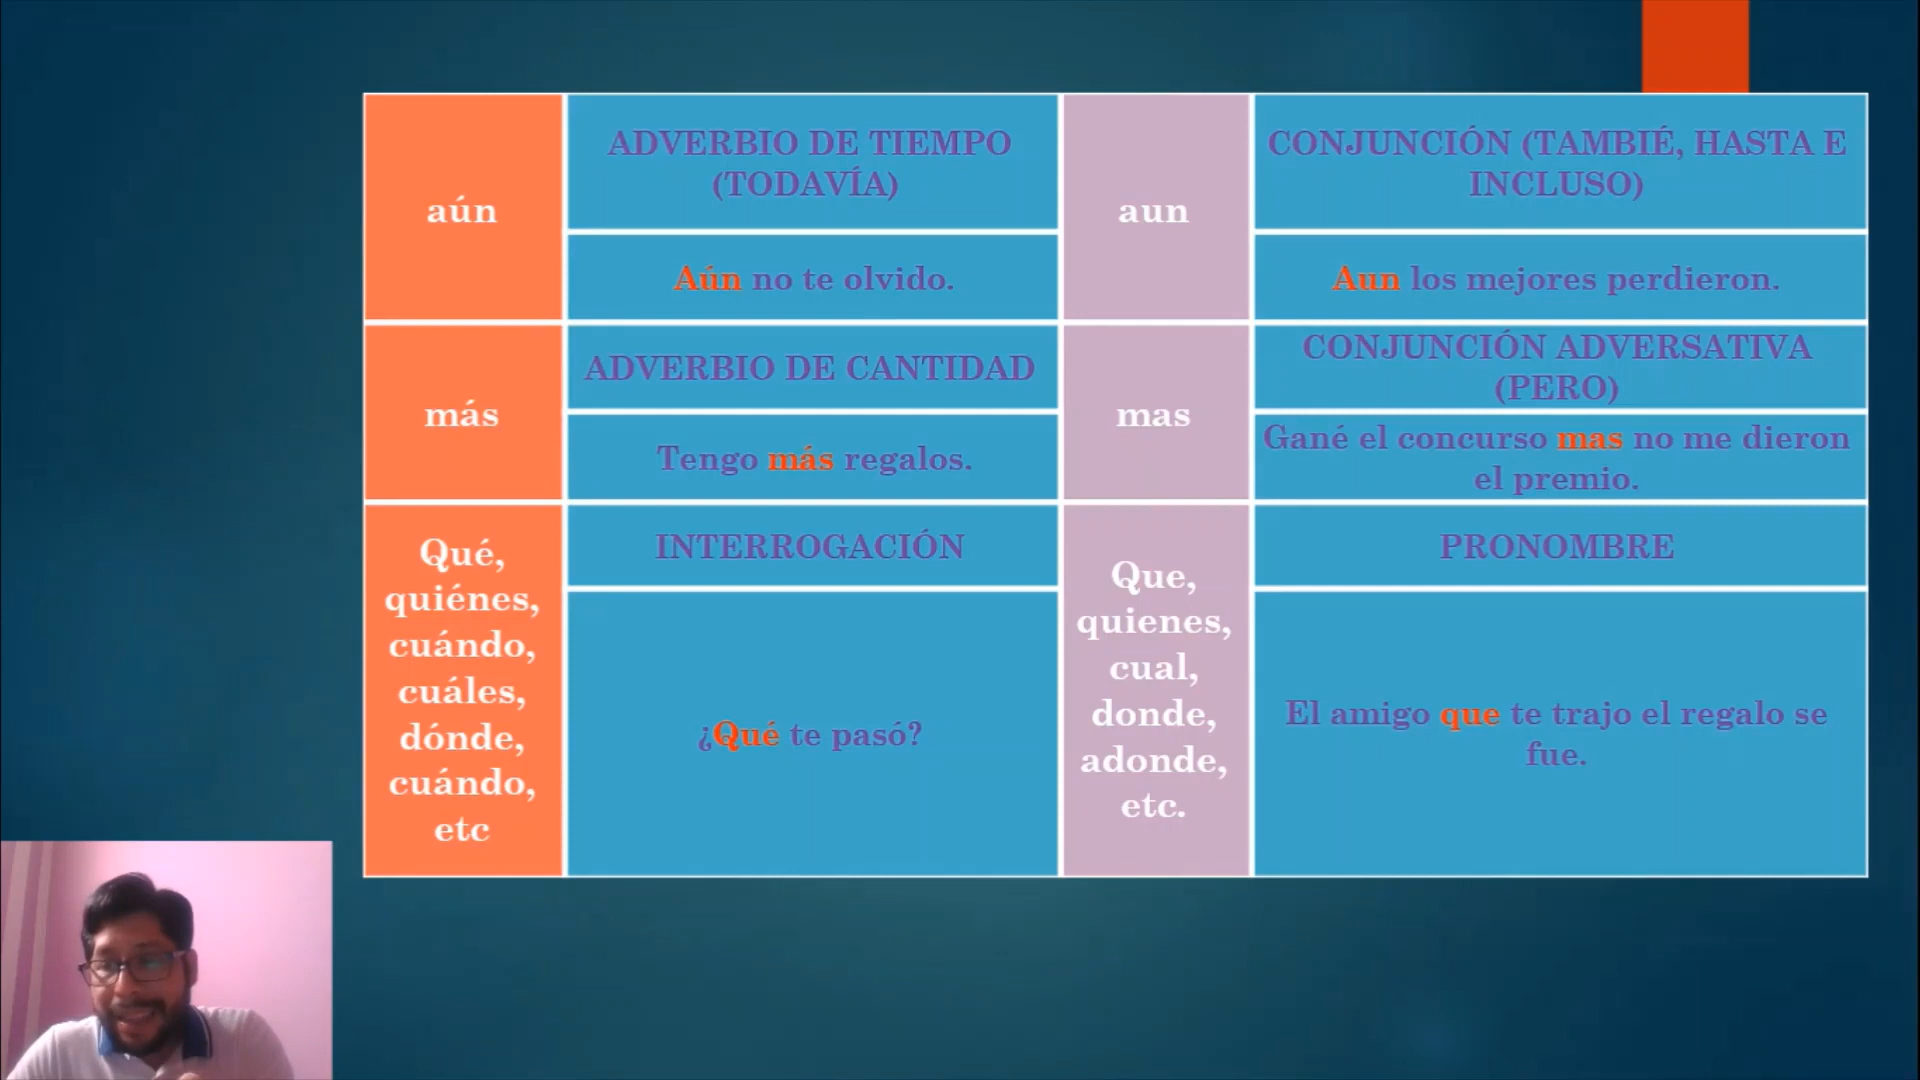 aún
ADVERBIO DE TIEMPO
(TODAVÍA)
Aún no te olvido.
aun
CONJUNCIÓN (TAMBIÉ, HASTA E
INCLUSO)
Aun los mejores perdieron.
más
ADVERBIO DE CANTIDAD
Tengo más regalos.
mas
CONJUNCIÓN ADVERSATIVA
(PERO)
Gané el concurso mas no me dieron
el premio.
Qué,
quiénes,
cuándo,
cuáles,
dónde,
cuándo,
etc
INTERROGACIÓN
¿Qué te pasó?
Que,
quienes,
cual,
donde,
adonde,
etc.
PRONOMBRE
El amigo que te trajo el regalo se
fue.